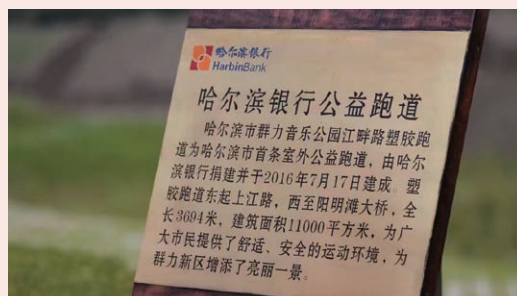 哈尔滨银行
HarbinBank
哈尔滨银行公益跑道
哈尔滨市群力音乐公园江畔路塑胶跑
道为哈尔滨市首条室外公益跑道，由哈尔
滨银行捐建并于2016年7月17日建成。塑
胶跑道东起上江路，西至阳明滩大桥，全
长3694米，建筑面积11000平方米，为广
大市民提供了舒适、安全的运动环境，为
群力新区增添了亮丽一景。